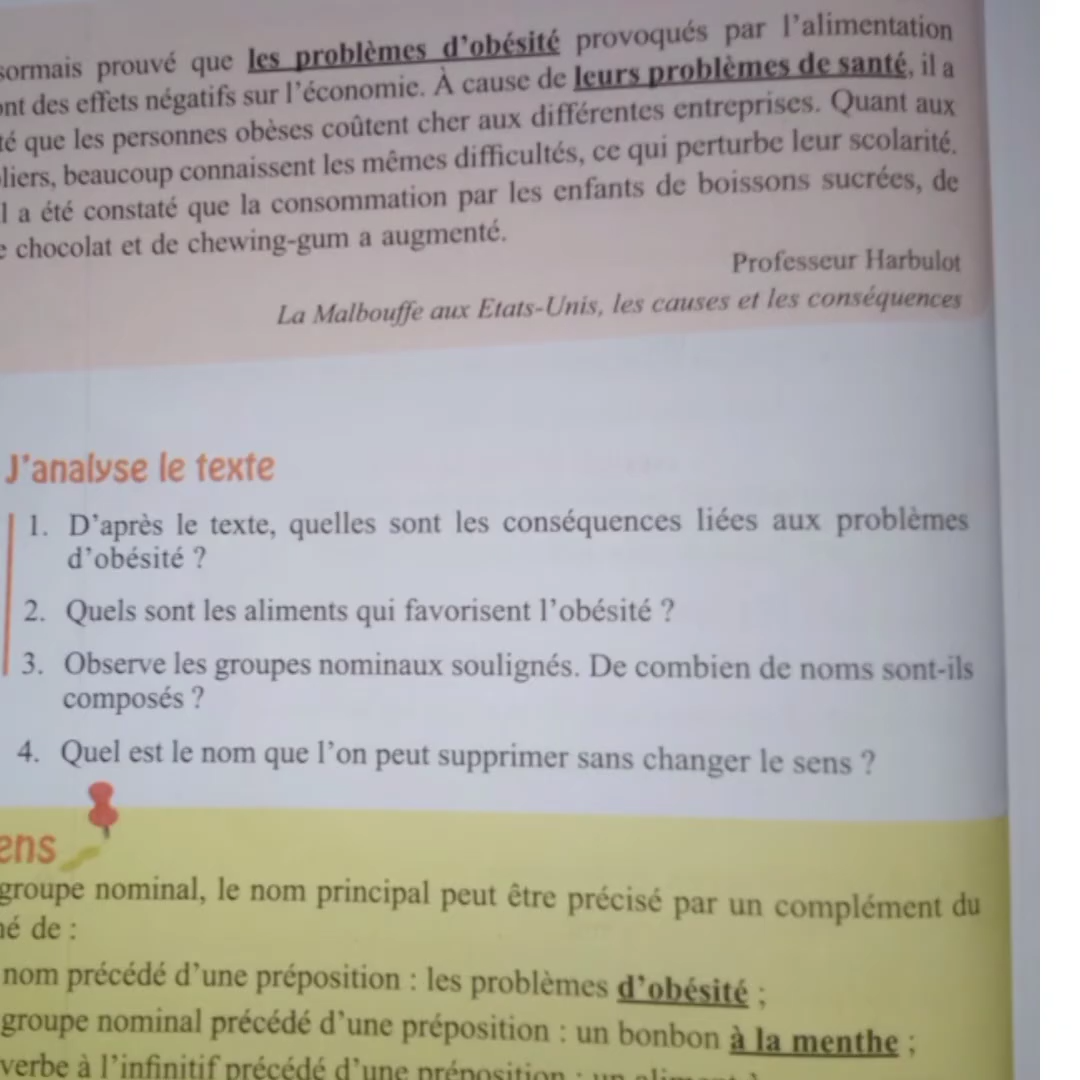 sormais prouvé que les problèmes d'obésité provoqués par l'alimentation
ont des effets négatifs sur l'économie. À cause de leurs problèmes de santé, il a
té que les personnes obèses coûtent cher aux différentes entreprises. Quant aux
liers, beaucoup connaissent les mêmes difficultés, ce qui perturbe leur scolarité.
l a été constaté que la consommation par les enfants de boissons sucrées, de
e chocolat et de chewing-gum a augmenté.
Professeur Harbulot
La Malbouffe aux Etats-Unis, les causes et les conséquences
J'analyse le texte
1. D'après le texte, quelles sont les conséquences liées aux problèmes
d'obésité ?
2. Quels sont les aliments qui favorisent l'obésité ?
3. Observe les groupes nominaux soulignés. De combien de noms sont-ils
composés ?
4. Quel est le nom que l'on peut supprimer sans changer le sens ?
ens
groupe nominal, le nom principal peut être précisé par un complément du
né de :
nom précédé d'une préposition : les problèmes d'obésité ;
groupe nominal précédé d'une préposition : un bonbon à la menthe ;
verbe à l'infinitif précédé d'une préposition : un aliment à